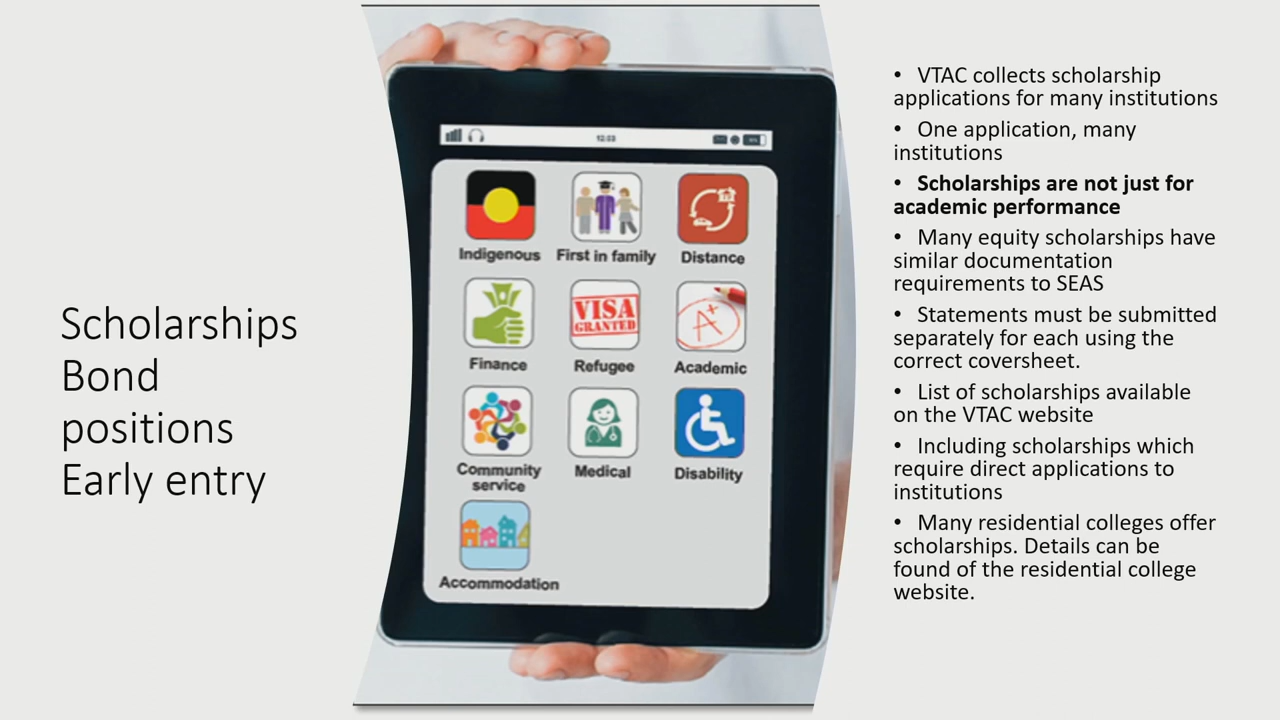 Scholarships
Bond
positions
Early entry
12:03
Indigenous
First in family
Distance
VISA
GRANTED
A+
Finance
Refugee
Academic
Community
service
Medical
Disability
Accommodation
• VTAC collects scholarship
applications for many institutions
• One application, many
institutions
• Scholarships are not just for
academic performance
• Many equity scholarships have
similar documentation
requirements to SEAS
• Statements must be submitted
separately for each using the
correct coversheet.
• List of scholarships available
on the VTAC website
• Including scholarships which
require direct applications to
institutions
• Many residential colleges offer
scholarships. Details can be
found of the residential college
website.